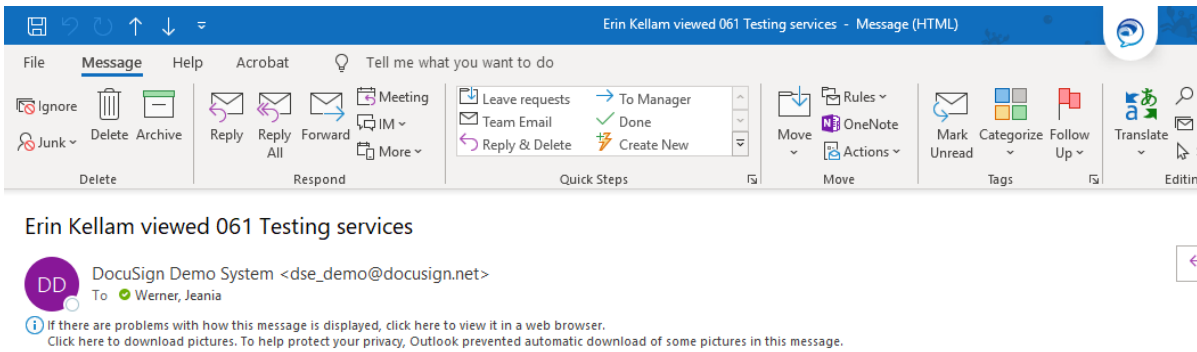 Erin Kellam viewed 061 Testing services - Message (HTML)
File Message Help Acrobat Tell me what you want to do
Ignore
Junk
Delete
Archive
Reply
Reply All
Forward
Meeting
IM
More
Leave requests
To Manager
Team Email
Done
Reply & Delete
Create New
Move
Rules
OneNote
Actions
Mark Unread
Categorize
Follow Up
Translate
Delete Respond Quick Steps Move Tags Editin
Erin Kellam viewed 061 Testing services
DD
DocuSign Demo System <dse_demo@docusign.net>
To Werner, Jeania
If there are problems with how this message is displayed, click here to view it in a web browser.
Click here to download pictures. To help protect your privacy, Outlook prevented automatic download of some pictures in this message.